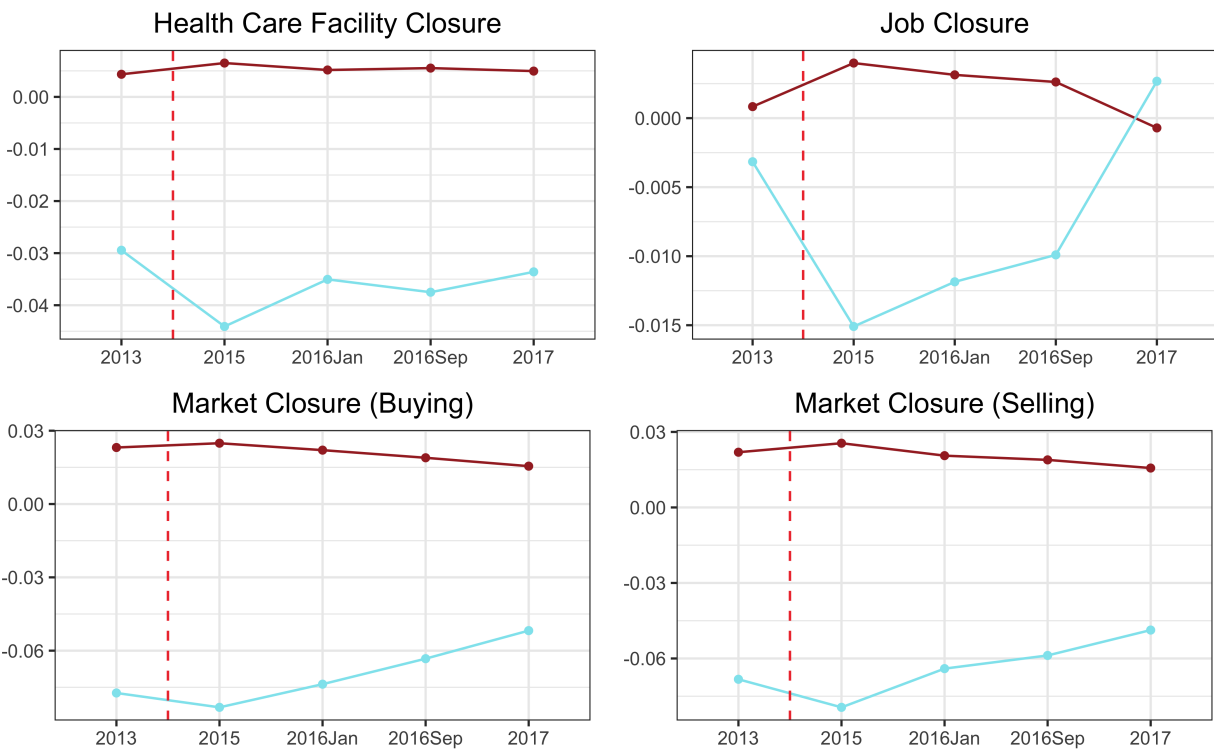 Health Care Facility Closure
0.00
-0.01
-0.02
-0.03
-0.04
2013 2015 2016Jan 2016Sep 2017
Job Closure
0.000
-0.005
-0.010
-0.015
2013 2015 2016Jan 2016Sep 2017
Market Closure (Buying)
0.03
0.00
-0.03
-0.06
2013 2015 2016Jan 2016Sep 2017
Market Closure (Selling)
0.03
0.00
-0.03
-0.06
2013 2015 2016Jan 2016Sep 2017